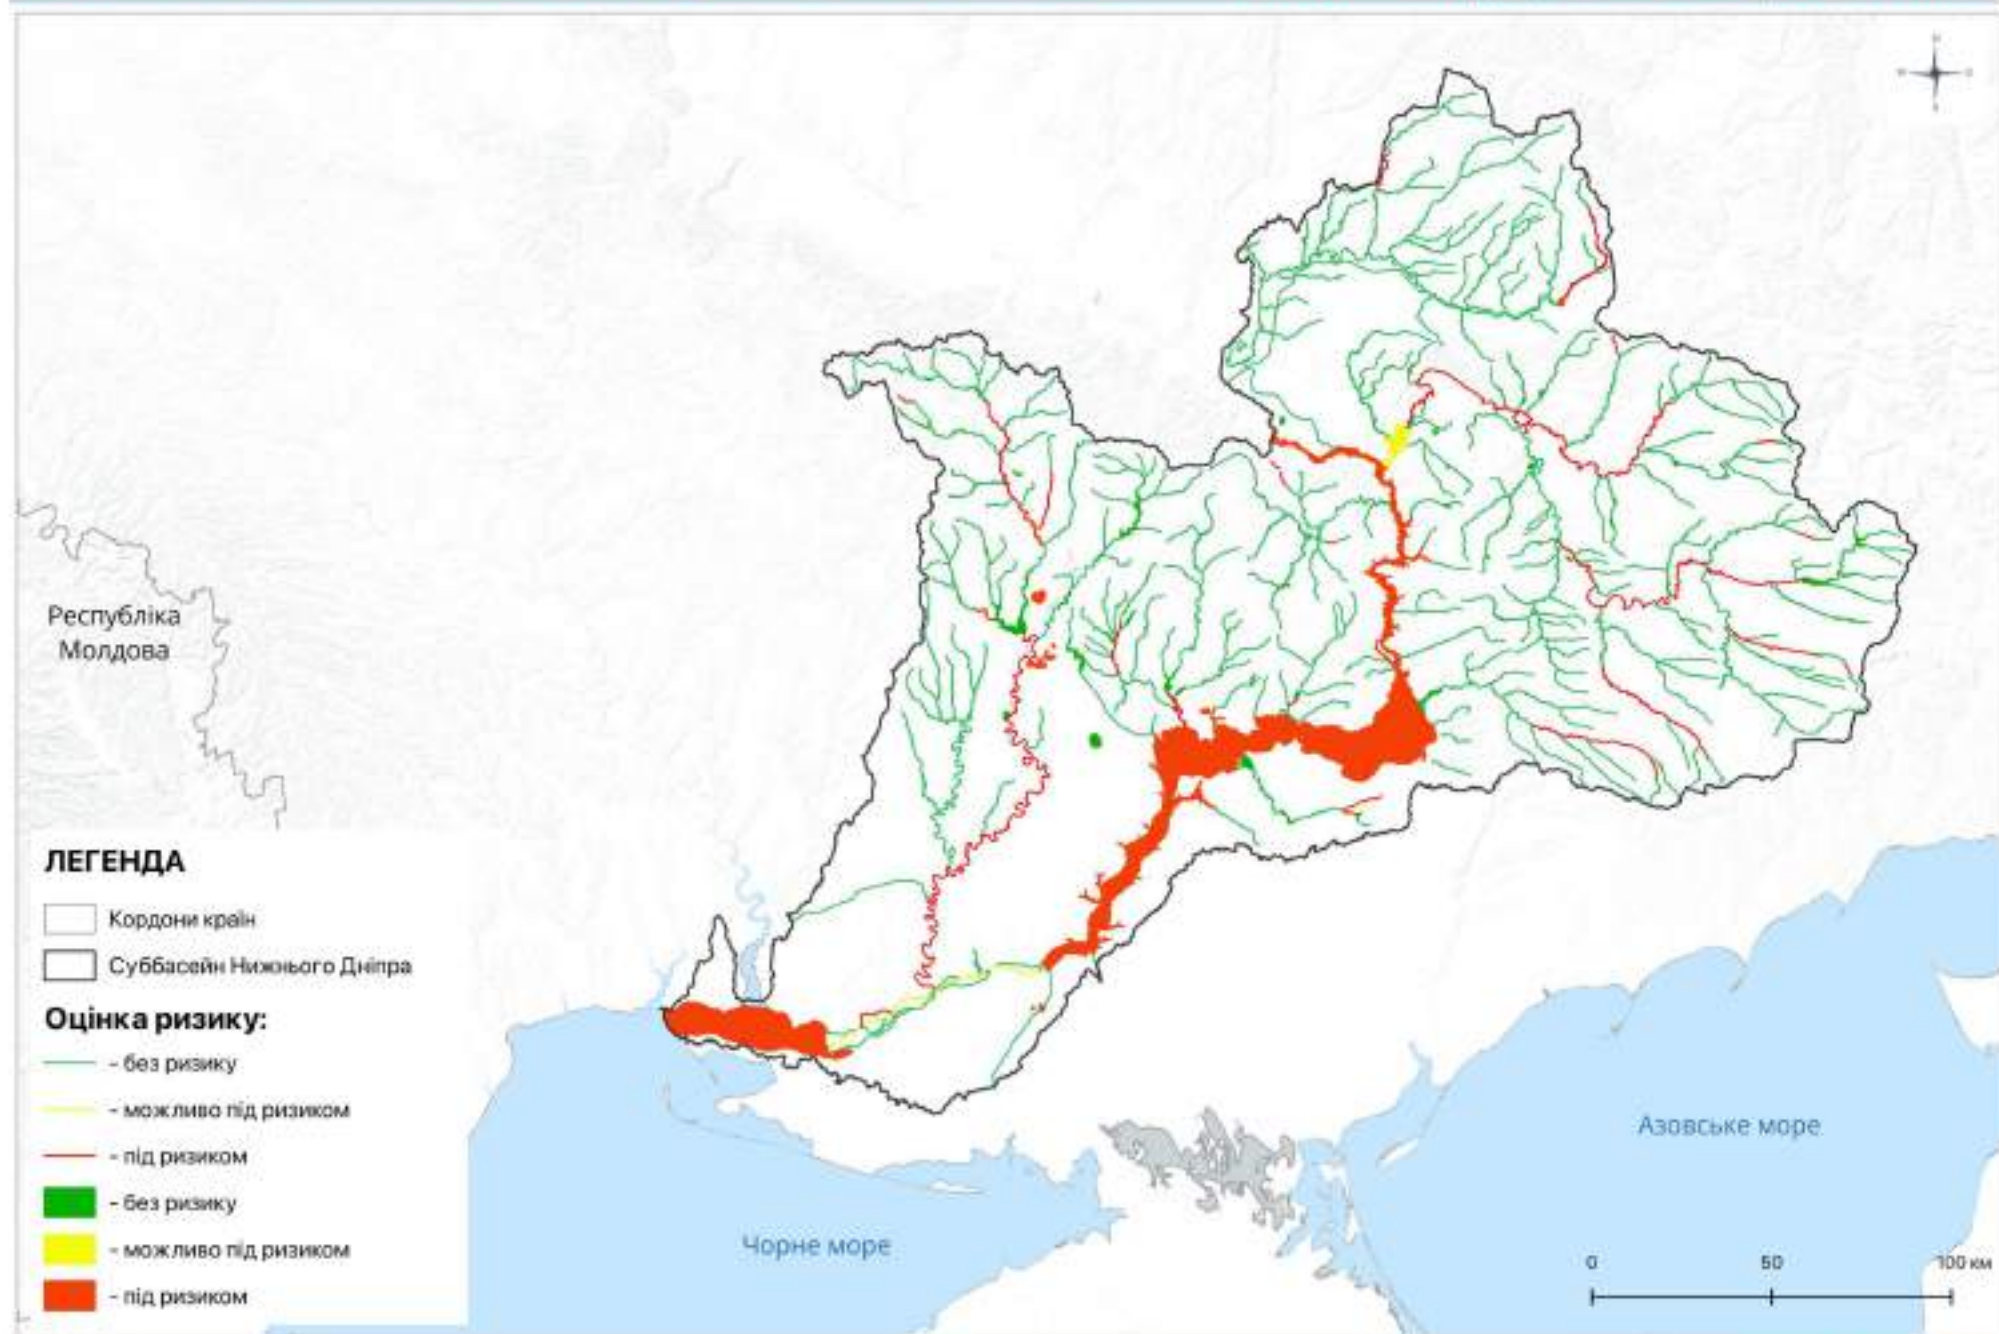 Республіка
Молдова
ЛЕГЕНДА
Кордони країн
Суббасейн Нижнього Дніпра
Оцінка ризику:
- без ризику
- можливо під ризиком
- під ризиком
- без ризику
- можливо під ризиком
- під ризиком
Азовське море
Чорне море
0 50 100 км